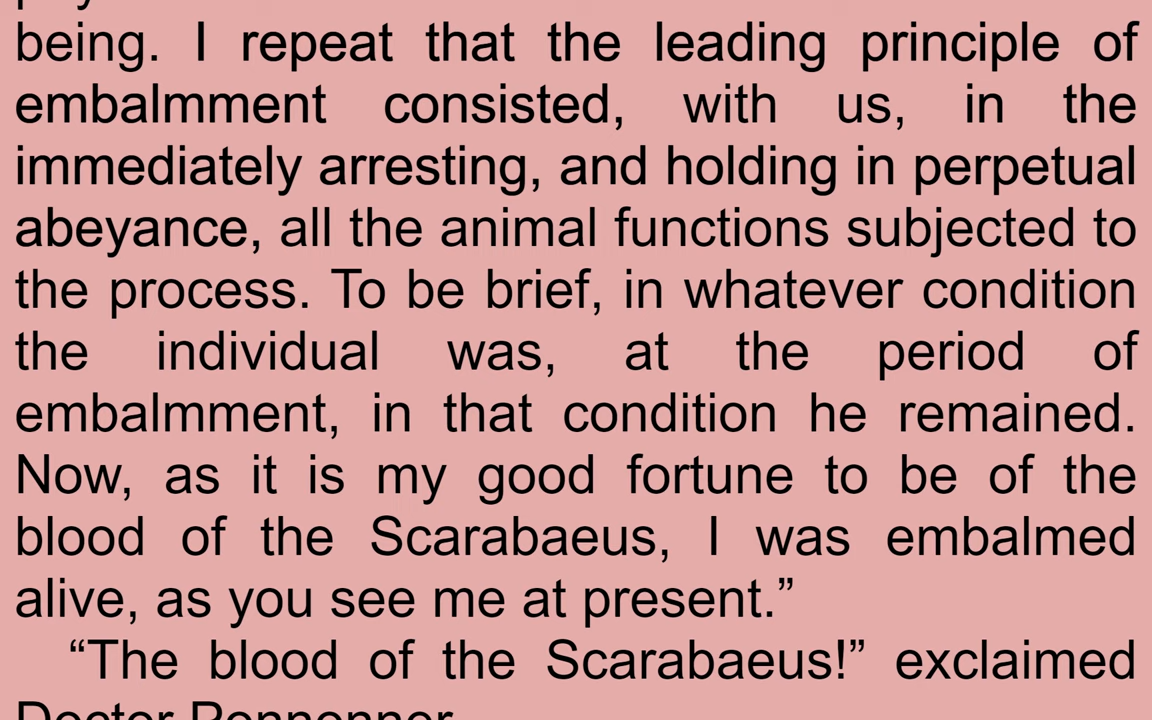 being. I repeat that the leading principle of
embalmment consisted, with us, in the
immediately arresting, and holding in perpetual
abeyance, all the animal functions subjected to
the process. To be brief, in whatever condition
the individual was, at the period of
embalmment, in that condition he remained.
Now, as it is my good fortune to be of the
blood of the Scarabaeus, I was embalmed
alive, as you see me at present.”
“The blood of the Scarabaeus!” exclaimed
Doctor Ponnonner.